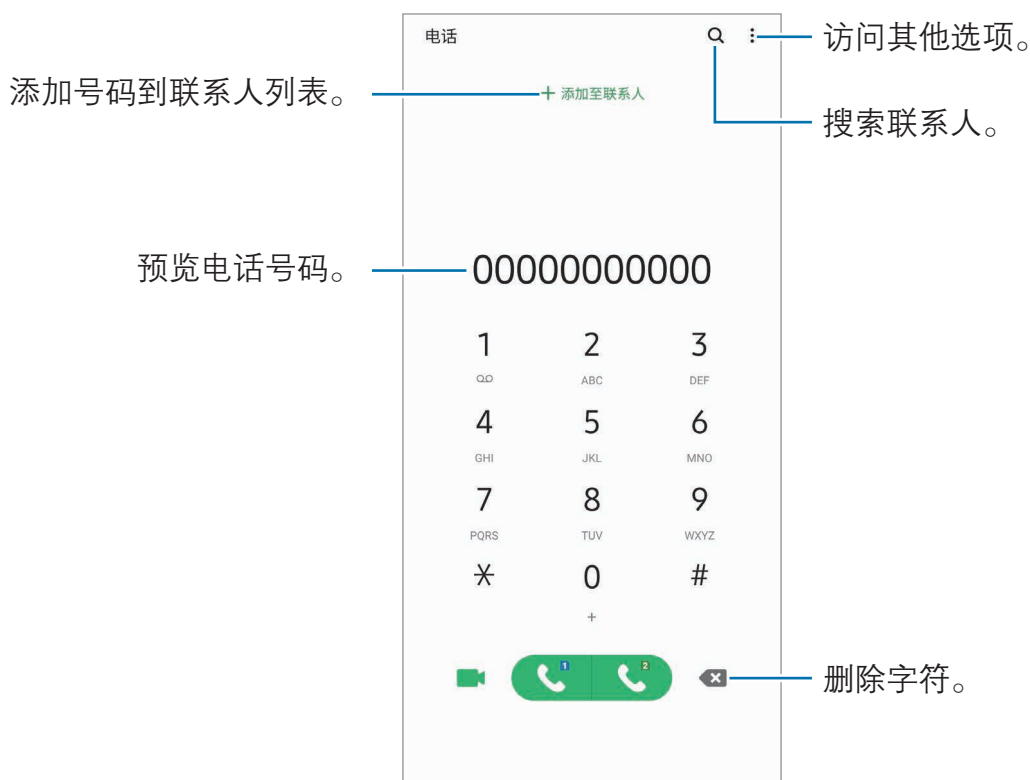 电话
访问其他选项。
添加号码到联系人列表。
+ 添加至联系人
搜索联系人。
预览电话号码。
00000000000
1 2 3
ABC DEF
4 5 6
GHI JKL MNO
7 8 9
PQRS TUV WXYZ
* 0 #
+
1 2
删除字符。